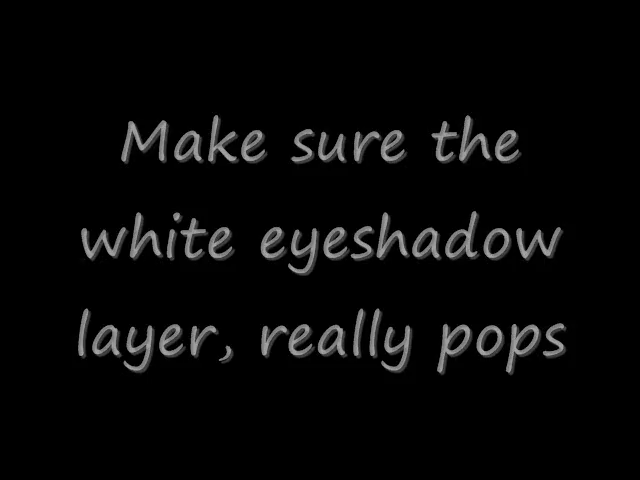 Make sure the
white eyeshadow
layer, really pops